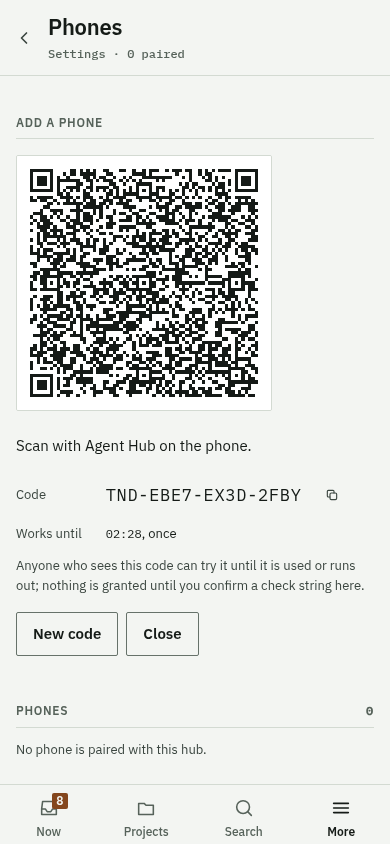 Phones
Settings · 0 paired
ADD A PHONE
Scan with Agent Hub on the phone.
Code TND-EBE7-EX3D-2FBY
Works until 02:28, once
Anyone who sees this code can try it until it is used or runs
out; nothing is granted until you confirm a check string here.
New code Close
PHONES 0
No phone is paired with this hub.
8
Now Projects Search More